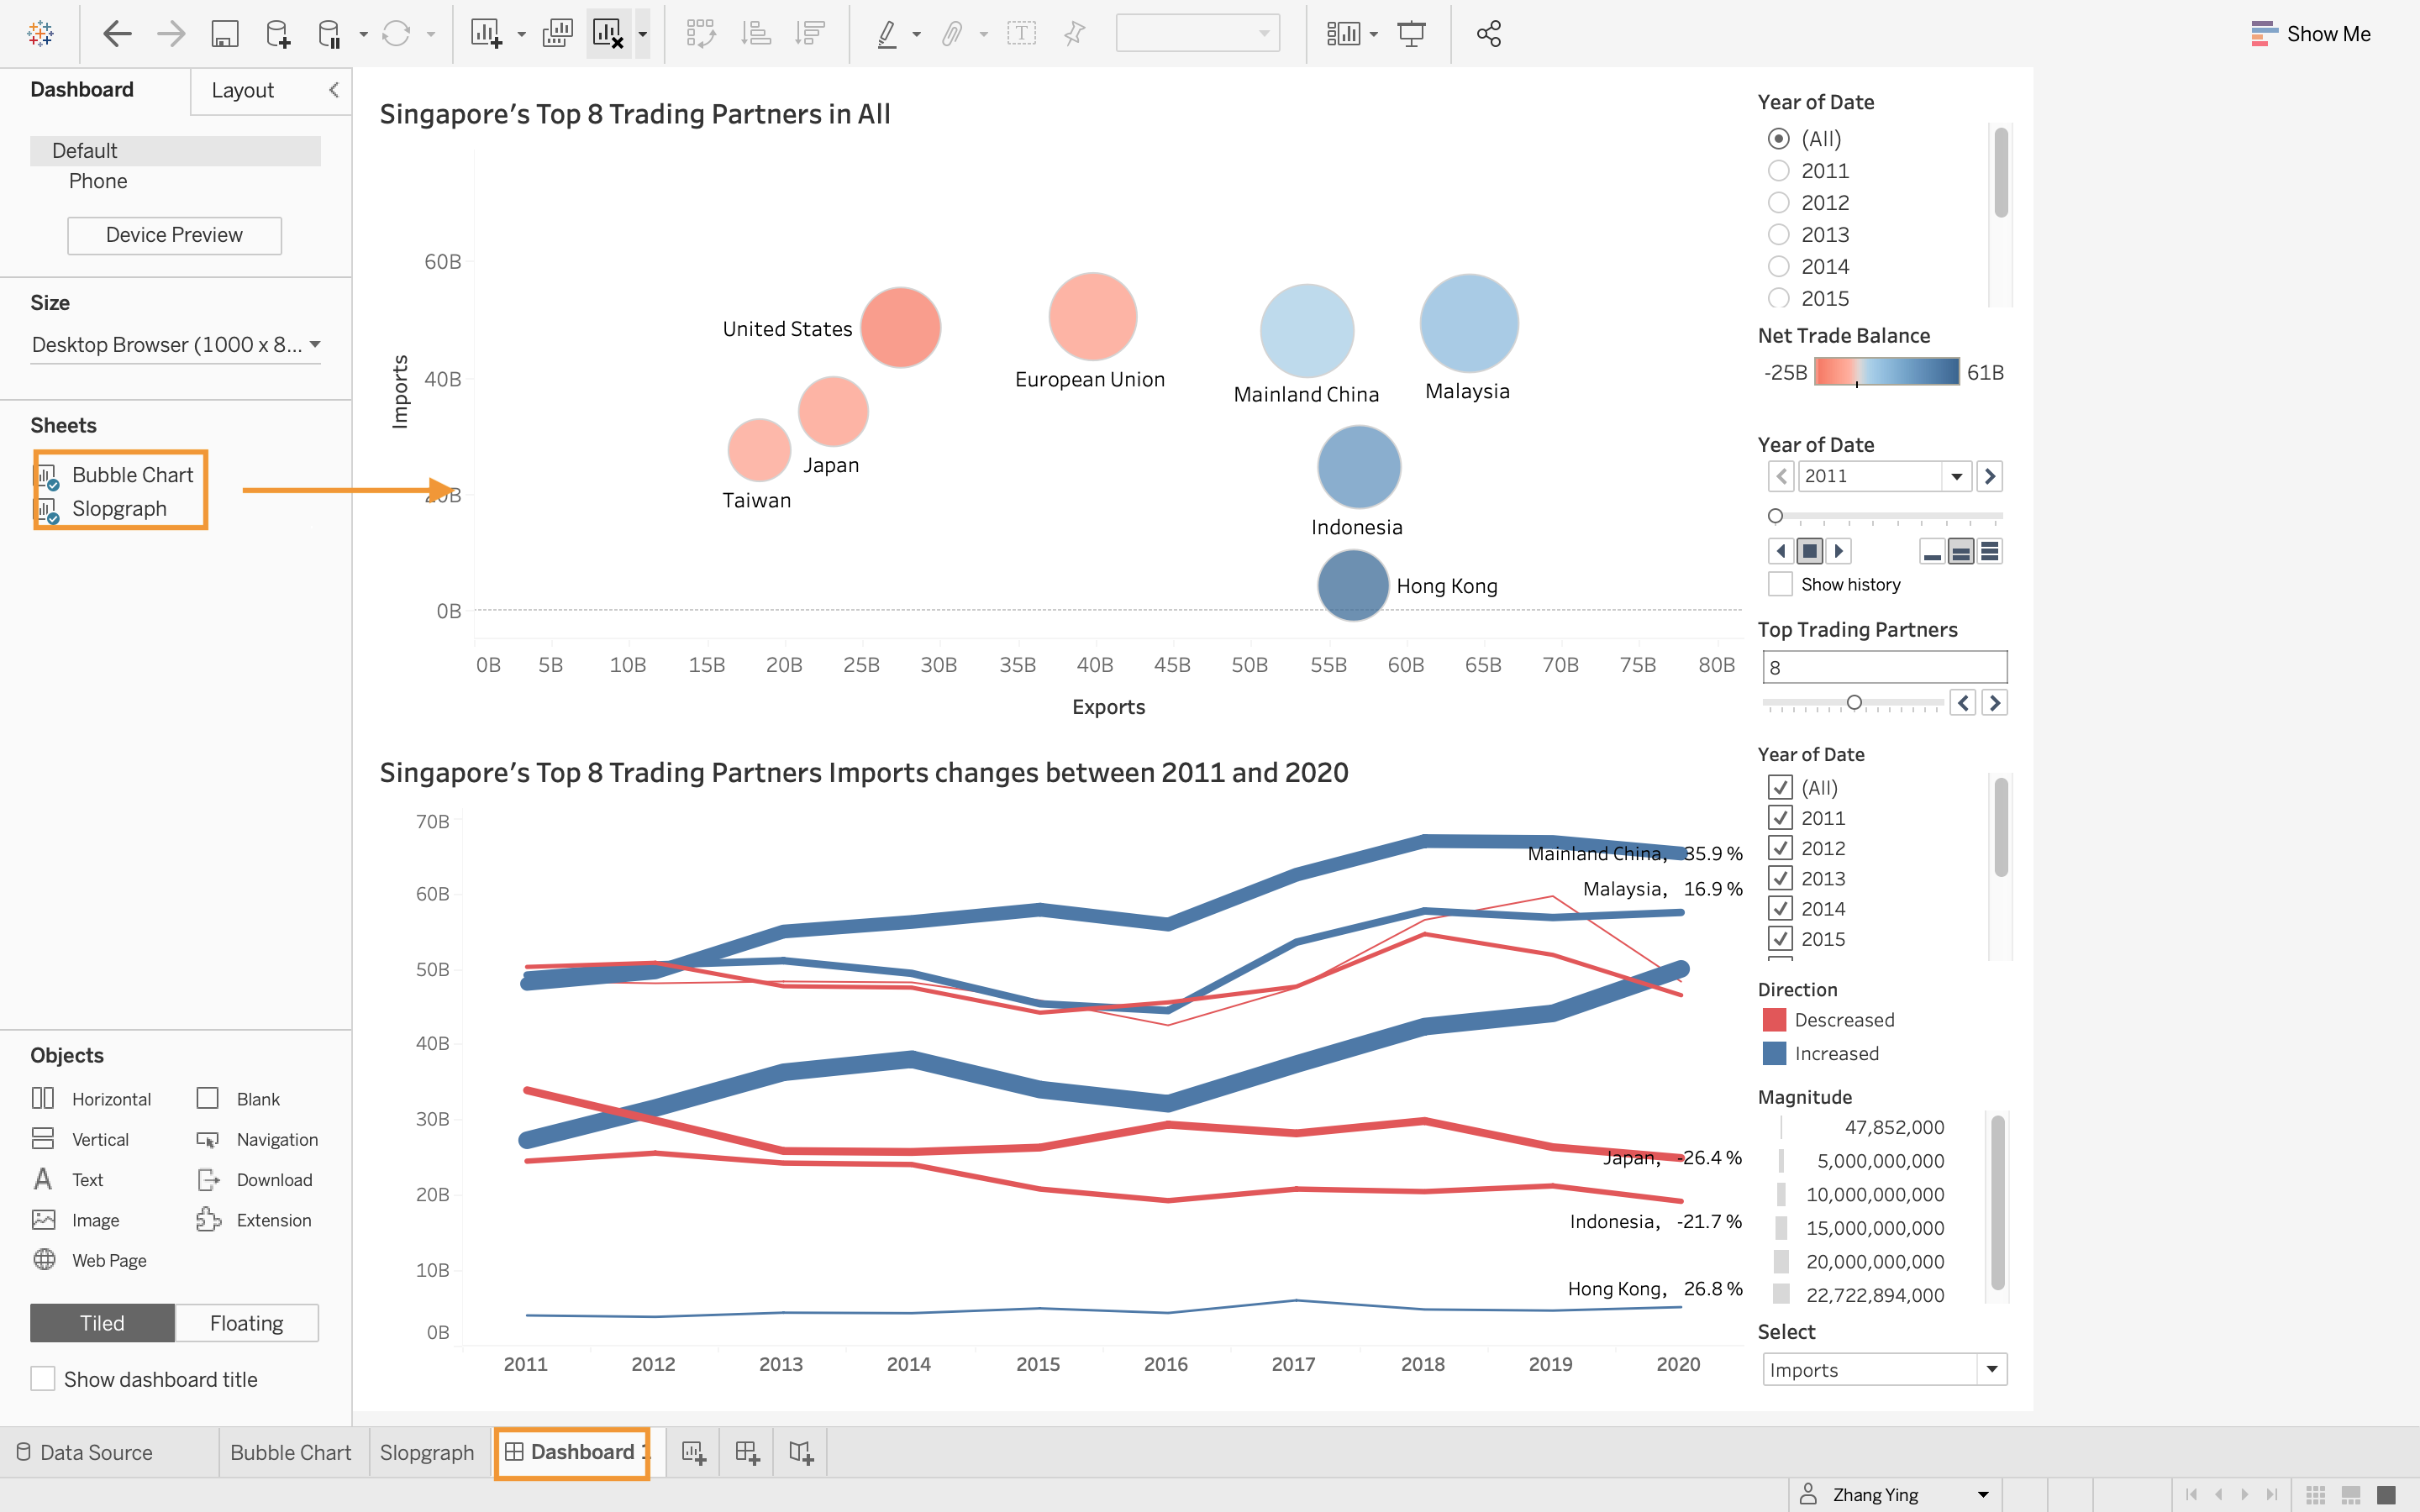 Show Me
Dashboard
Layout
Default
Phone
Device Preview
Size
Desktop Browser (1000 x 8...
Sheets
Bubble Chart
Slopgraph
Objects
Horizontal
Blank
Vertical
Navigation
Text
Download
Image
Extension
Web Page
Tiled
Floating
Show dashboard title
Singapore's Top 8 Trading Partners in All
Imports
60B
40B
20B
0B
United States
European Union
Mainland China
Malaysia
Japan
Taiwan
Indonesia
Hong Kong
0B 5B 10B 15B 20B 25B 30B 35B 40B 45B 50B 55B 60B 65B 70B 75B 80B
Exports
Singapore's Top 8 Trading Partners Imports changes between 2011 and 2020
70B
60B
50B
40B
30B
20B
10B
0B
Mainland China, 35.9 %
Malaysia, 16.9 %
Japan, -26.4 %
Indonesia, -21.7 %
Hong Kong, 26.8 %
2011 2012 2013 2014 2015 2016 2017 2018 2019 2020
Year of Date
(All)
2011
2012
2013
2014
2015
Net Trade Balance
-25B 61B
Year of Date
2011
Show history
Top Trading Partners
8
Year of Date
(All)
2011
2012
2013
2014
2015
Direction
Descreased
Increased
Magnitude
47,852,000
5,000,000,000
10,000,000,000
15,000,000,000
20,000,000,000
22,722,894,000
Select
Imports
Data Source
Bubble Chart
Slopgraph
Dashboard 1
Zhang Ying